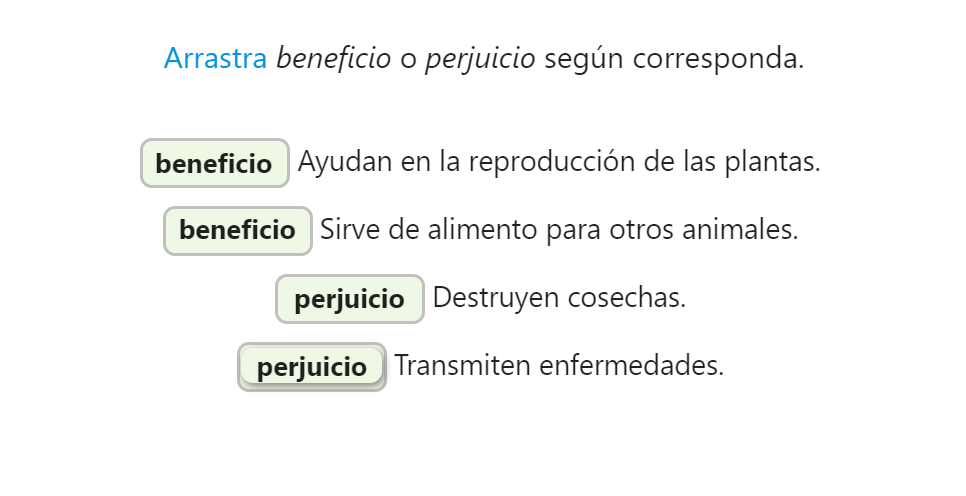 Arrastra beneficio o perjuicio según corresponda.
beneficio Ayudan en la reproducción de las plantas.
beneficio Sirve de alimento para otros animales.
perjuicio Destruyen cosechas.
perjuicio Transmiten enfermedades.